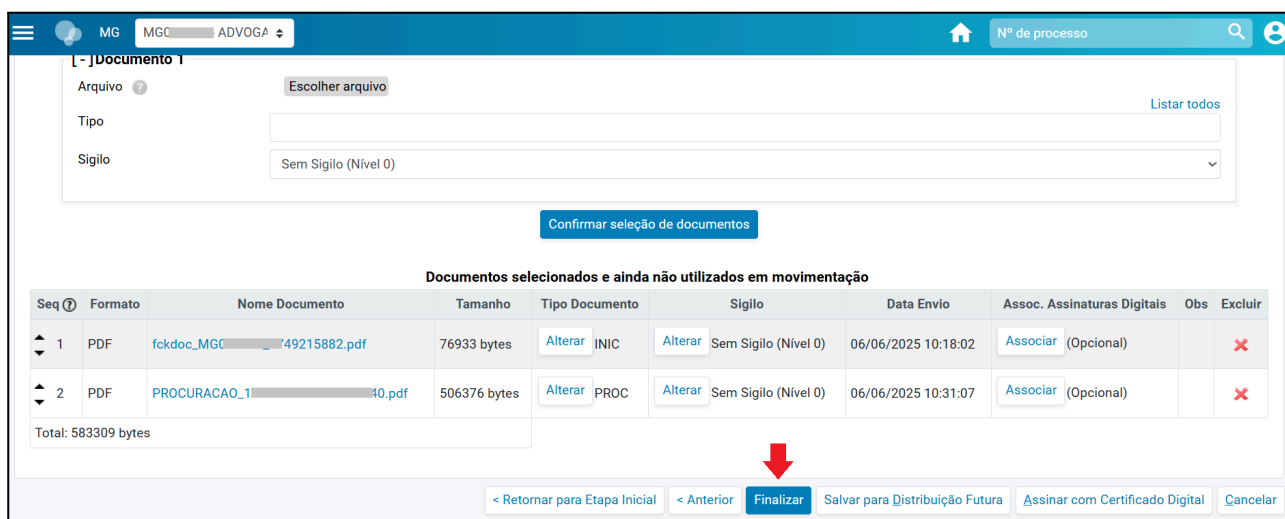 MG MG0 ADVOGA Nº de processo
[-]Documento 1
Arquivo Escolher arquivo
Listar todos
Tipo
Sigilo Sem Sigilo (Nível 0)
Confirmar seleção de documentos
Documentos selecionados e ainda não utilizados em movimentação
Seq Formato Nome Documento Tamanho Tipo Documento Sigilo Data Envio Assoc. Assinaturas Digitais Obs Excluir
1 PDF fckdoc_MG0 _ 749215882.pdf 76933 bytes Alterar INIC Alterar Sem Sigilo (Nível 0) 06/06/2025 10:18:02 Associar (Opcional)
2 PDF PROCURACAO_1 40.pdf 506376 bytes Alterar PROC Alterar Sem Sigilo (Nível 0) 06/06/2025 10:31:07 Associar (Opcional)
Total: 583309 bytes
< Retornar para Etapa Inicial < Anterior Finalizar Salvar para Distribuição Futura Assinar com Certificado Digital Cancelar